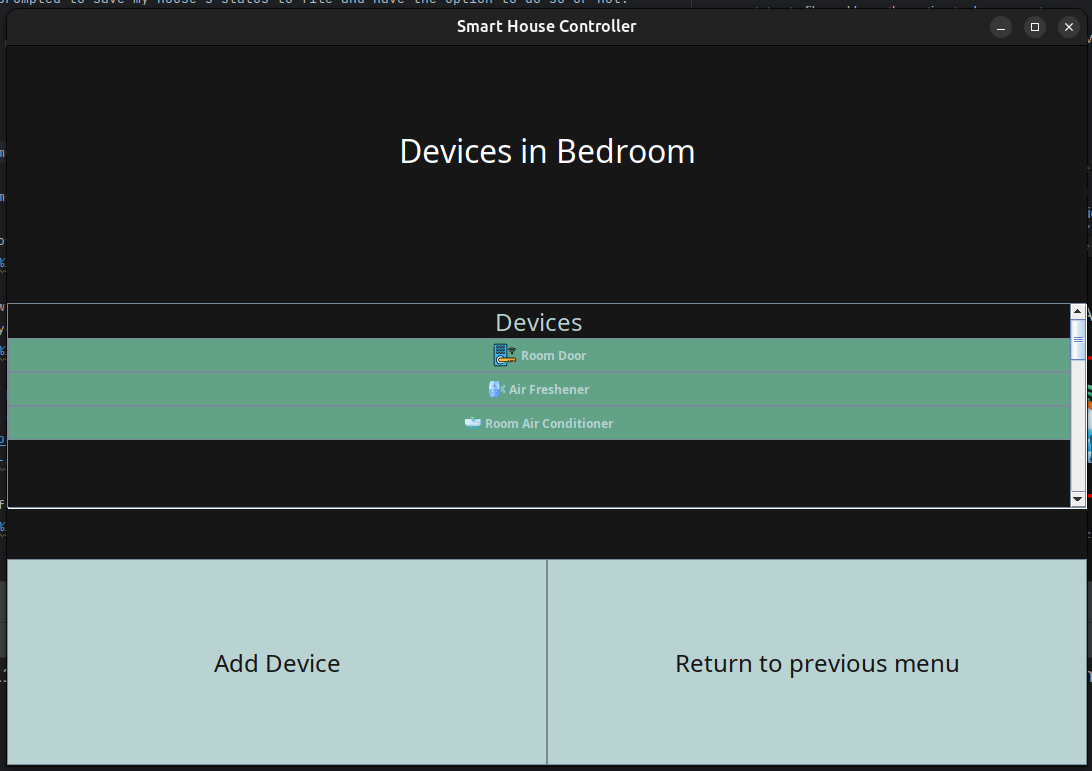 prompted to save my house's status to file and have the option to do so or not.
Smart House Controller
Devices in Bedroom
Devices
Room Door
Air Freshener
Room Air Conditioner
Add Device
Return to previous menu